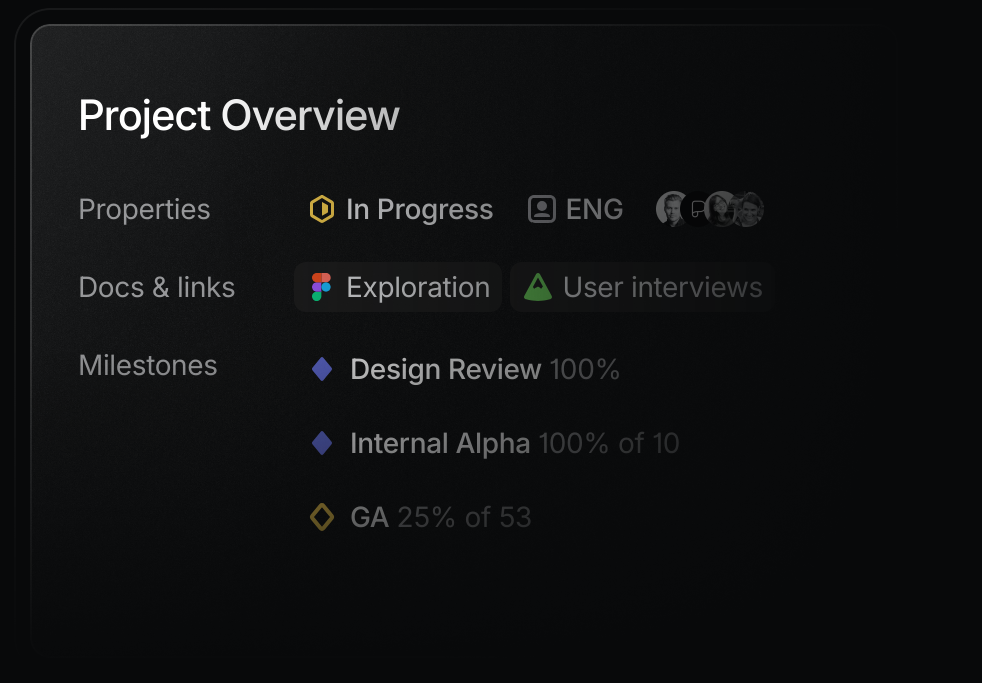 Project Overview
Properties In Progress ENG
Docs & links Exploration User interviews
Milestones Design Review 100%
Internal Alpha 100% of 10
GA 25% of 53